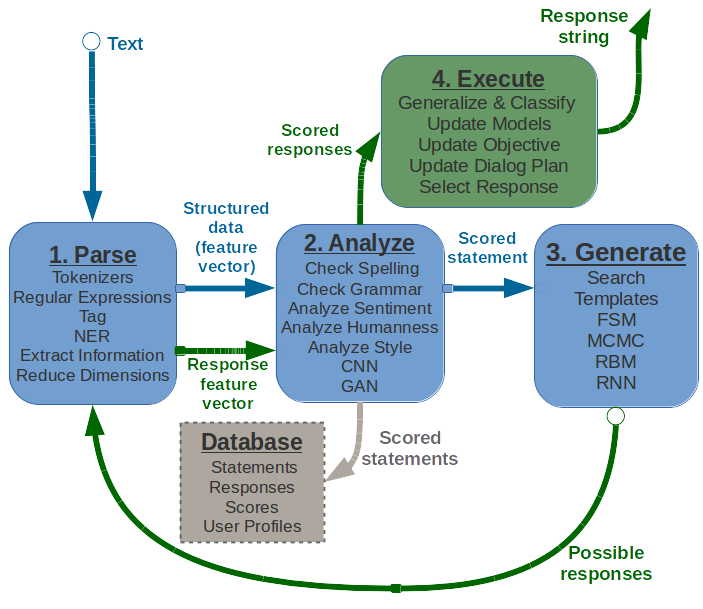 Text
Response
string
4. Execute
Generalize & Classify
Update Models
Update Objective
Update Dialog Plan
Select Response
Scored
responses
1. Parse
Tokenizers
Regular Expressions
Tag
NER
Extract Information
Reduce Dimensions
Structured
data
(feature
vector)
Response
feature
vector
2. Analyze
Check Spelling
Check Grammar
Analyze Sentiment
Analyze Humanness
Analyze Style
CNN
GAN
Scored
statement
3. Generate
Search
Templates
FSM
MCMC
RBM
RNN
Database
Statements
Responses
Scores
User Profiles
Scored
statements
Possible
responses